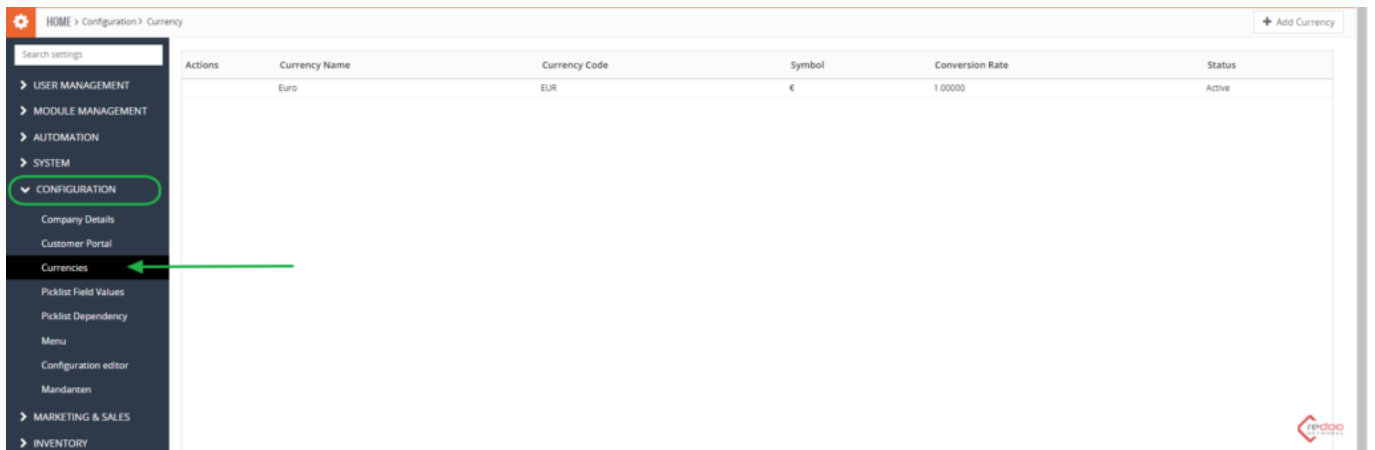 HOME > Configuration > Currency
+ Add Currency
Search settings
Actions Currency Name Currency Code Symbol Conversion Rate Status
Euro EUR € 1.00000 Active
USER MANAGEMENT
MODULE MANAGEMENT
AUTOMATION
SYSTEM
CONFIGURATION
Company Details
Customer Portal
Currencies
Picklist Field Values
Picklist Dependency
Menu
Configuration editor
Mandanten
MARKETING & SALES
INVENTORY
redoo
NETWORKS